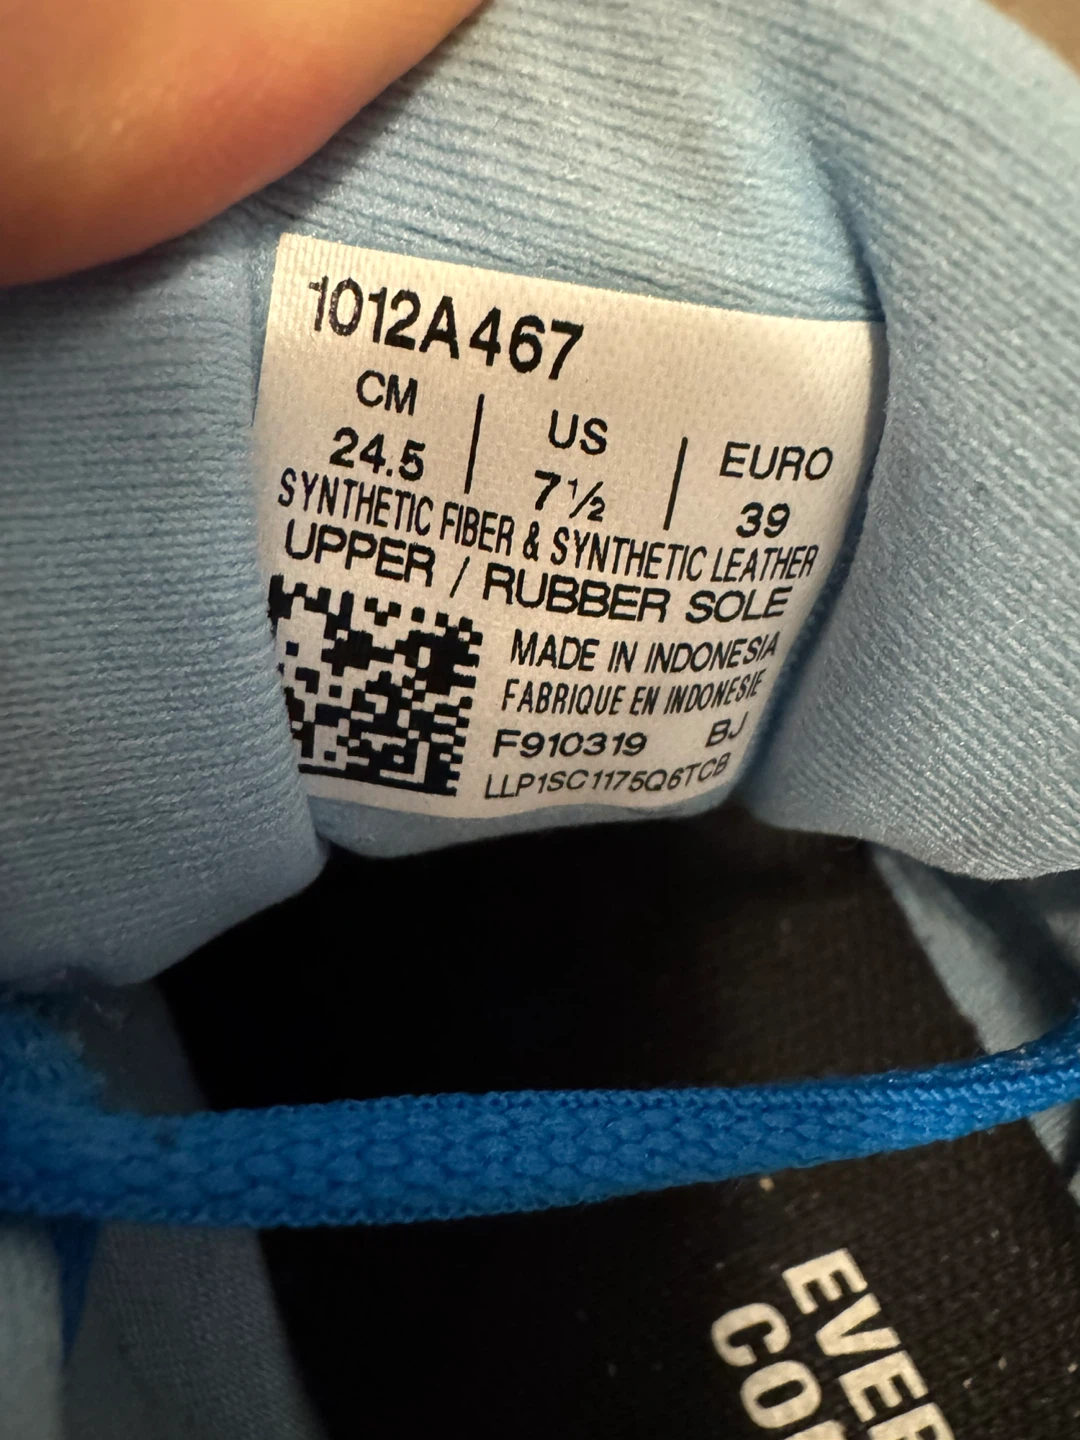 1012A467
CM | US | EURO
24.5 | 7½ | 39
SYNTHETIC FIBER & SYNTHETIC LEATHER
UPPER / RUBBER SOLE
MADE IN INDONESIA
FABRIQUE EN INDONESIE
F910319 BJ
LLP1SC1175Q6TCB